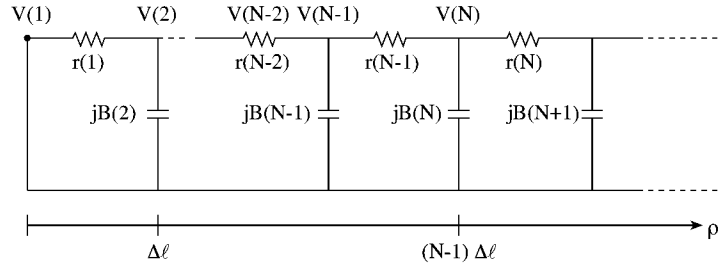 V(1) V(2) V(N-2) V(N-1) V(N)
r(1) r(N-2) r(N-1) r(N)
jB(2) jB(N-1) jB(N) jB(N+1)
ρ
Δℓ (N-1) Δℓ